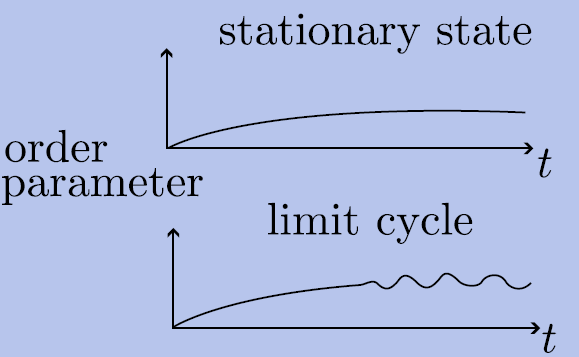 stationary state
t
order
parameter
limit cycle
t